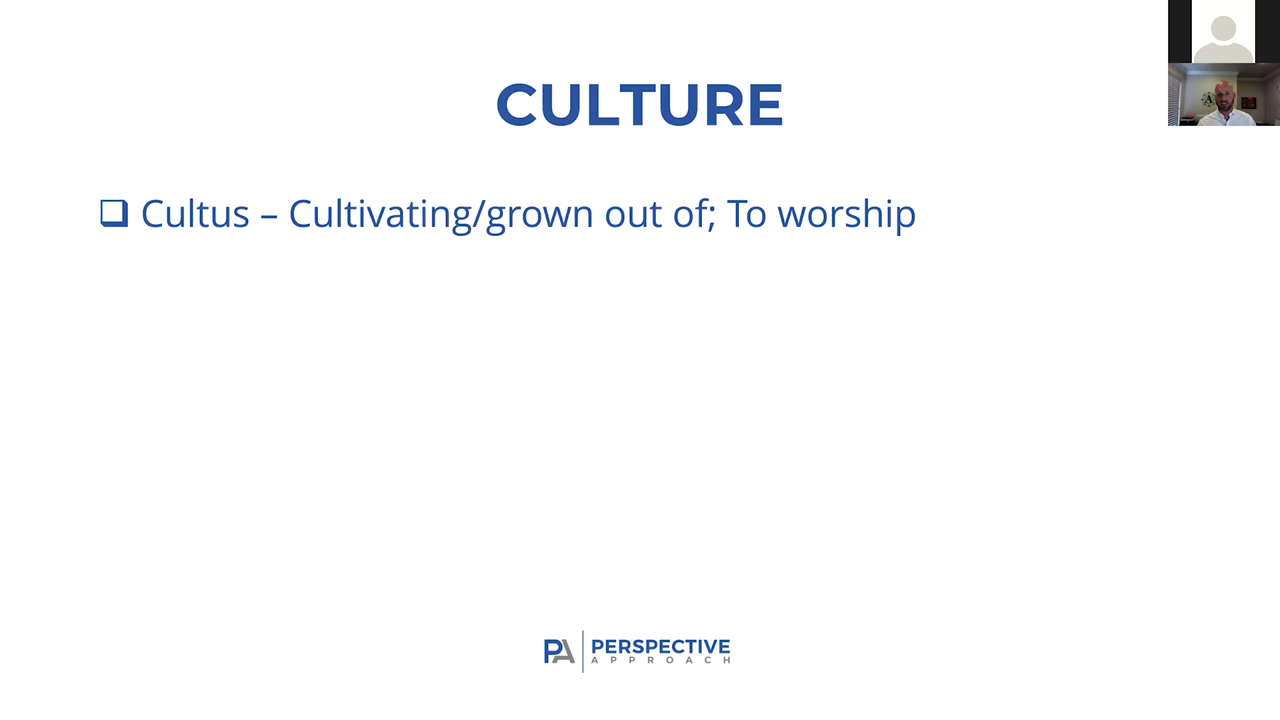 CULTURE
❑ Cultus – Cultivating/grown out of; To worship
PA PERSPECTIVE
APPROACH